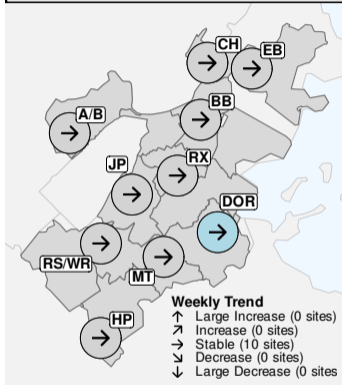 CH
EB
BB
A/B
RX
JP
DOR
RS/WR
MT
HP
Weekly Trend
↑ Large Increase (0 sites)
↗ Increase (0 sites)
→ Stable (10 sites)
↘ Decrease (0 sites)
↓ Large Decrease (0 sites